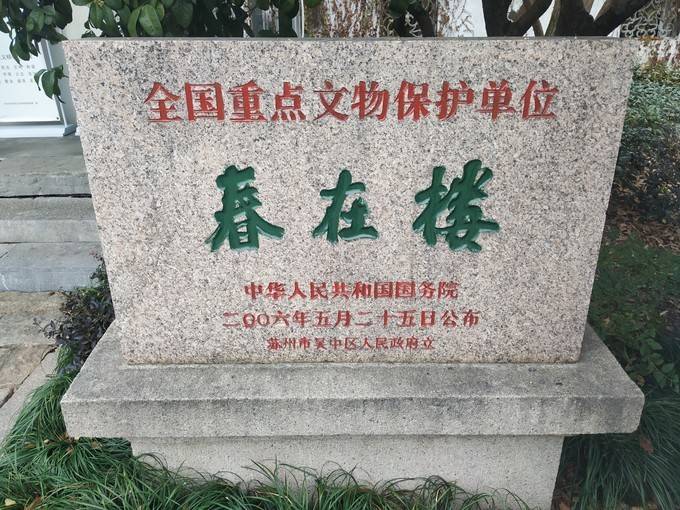 全国重点文物保护单位
春在楼
中华人民共和国国务院
二〇〇六年五月二十五日公布
苏州市吴中区人民政府立